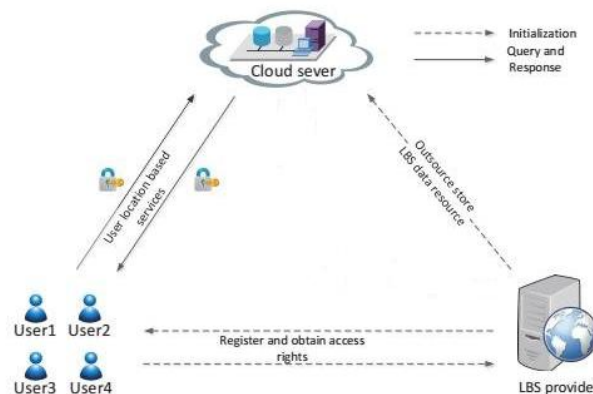 Initialization
Query and
Response
Cloud sever
Outsource store
LBS data resource
User location based
services
User1 User2
Register and obtain access
rights
User3 User4
LBS provide